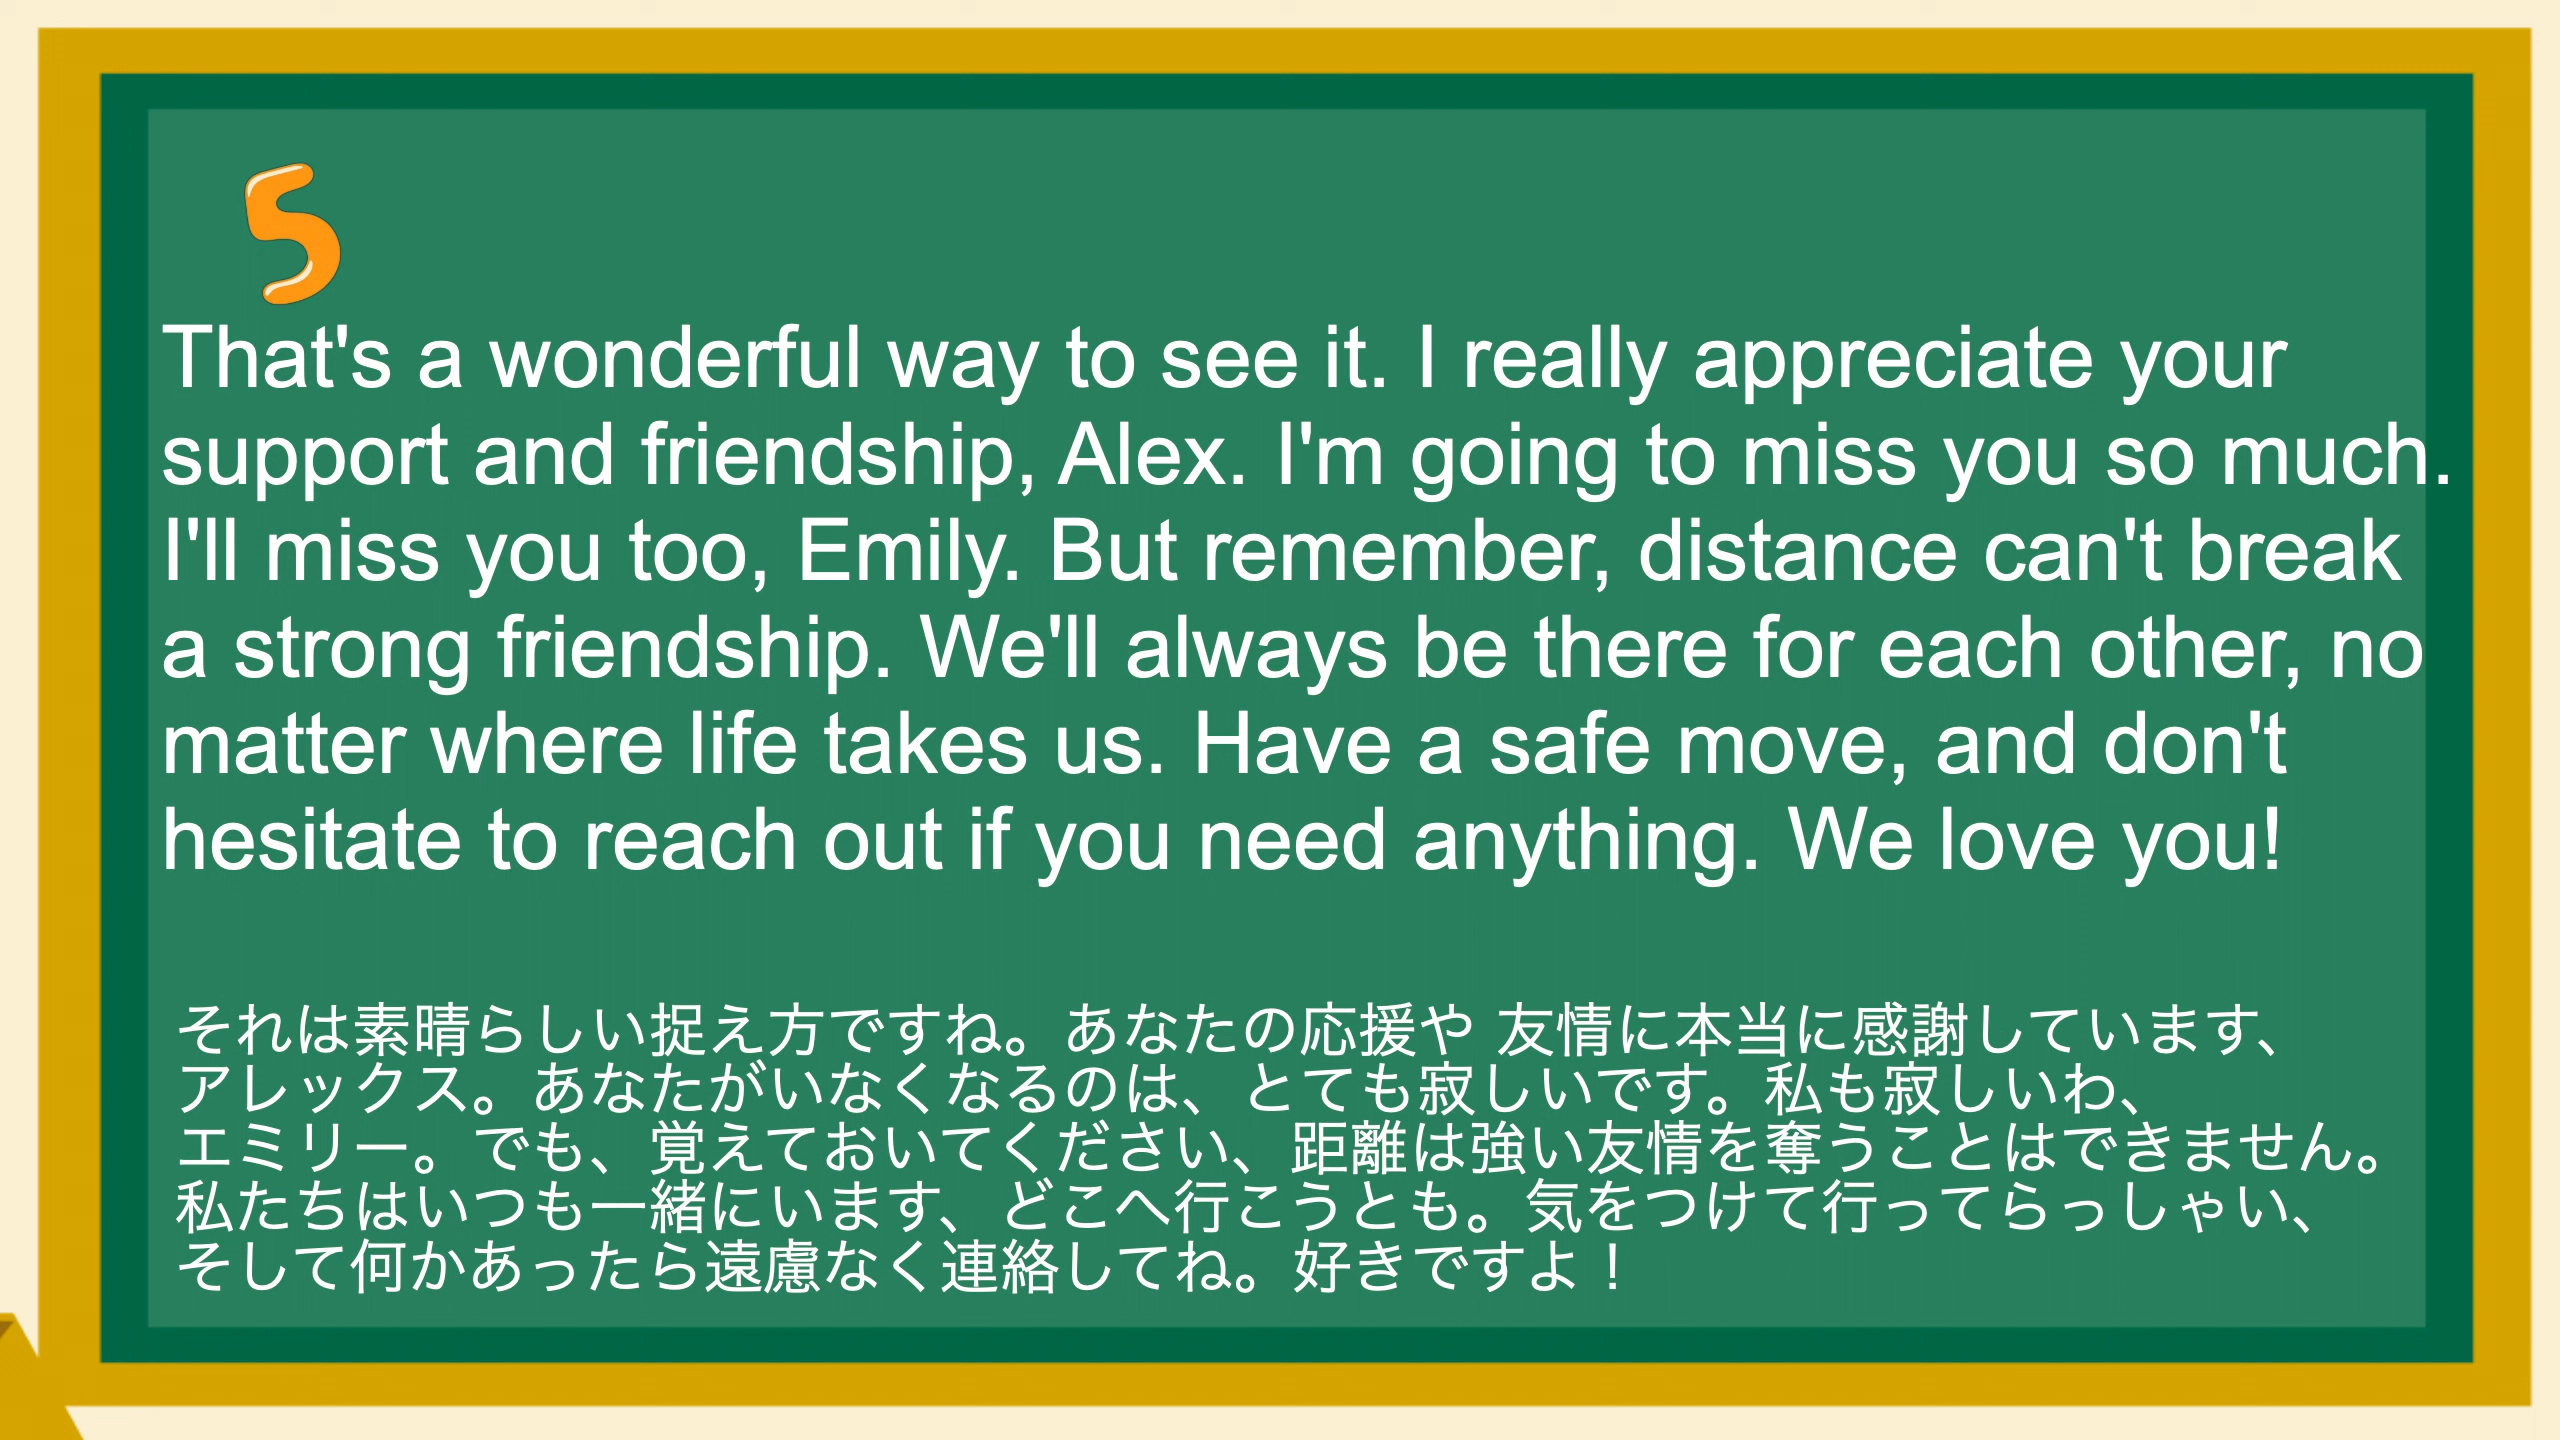 5
That's a wonderful way to see it. I really appreciate your
support and friendship, Alex. I'm going to miss you so much.
I'll miss you too, Emily. But remember, distance can't break
a strong friendship. We'll always be there for each other, no
matter where life takes us. Have a safe move, and don't
hesitate to reach out if you need anything. We love you!
それは素晴らしい捉え方ですね。あなたの応援や 友情に本当に感謝しています、
アレックス。あなたがいなくなるのは、とても寂しいです。私も寂しいわ、
エミリー。でも、覚えておいてください、距離は強い友情を奪うことはできません。
私たちはいつも一緒にいます、どこへ行こうとも。気をつけて行ってらっしゃい、
そして何かあったら遠慮なく連絡してね。好きですよ！